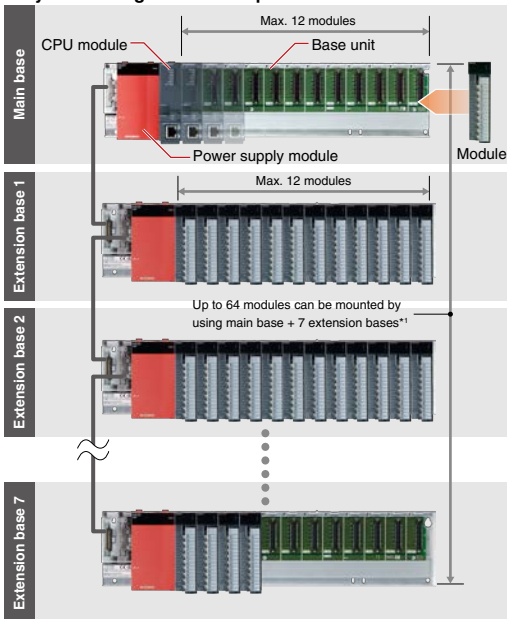 Main base
Max. 12 modules
CPU module
Base unit
Power supply module
Module
Extension base 1
Max. 12 modules
Up to 64 modules can be mounted by
using main base + 7 extension bases*1
Extension base 2
Extension base 7